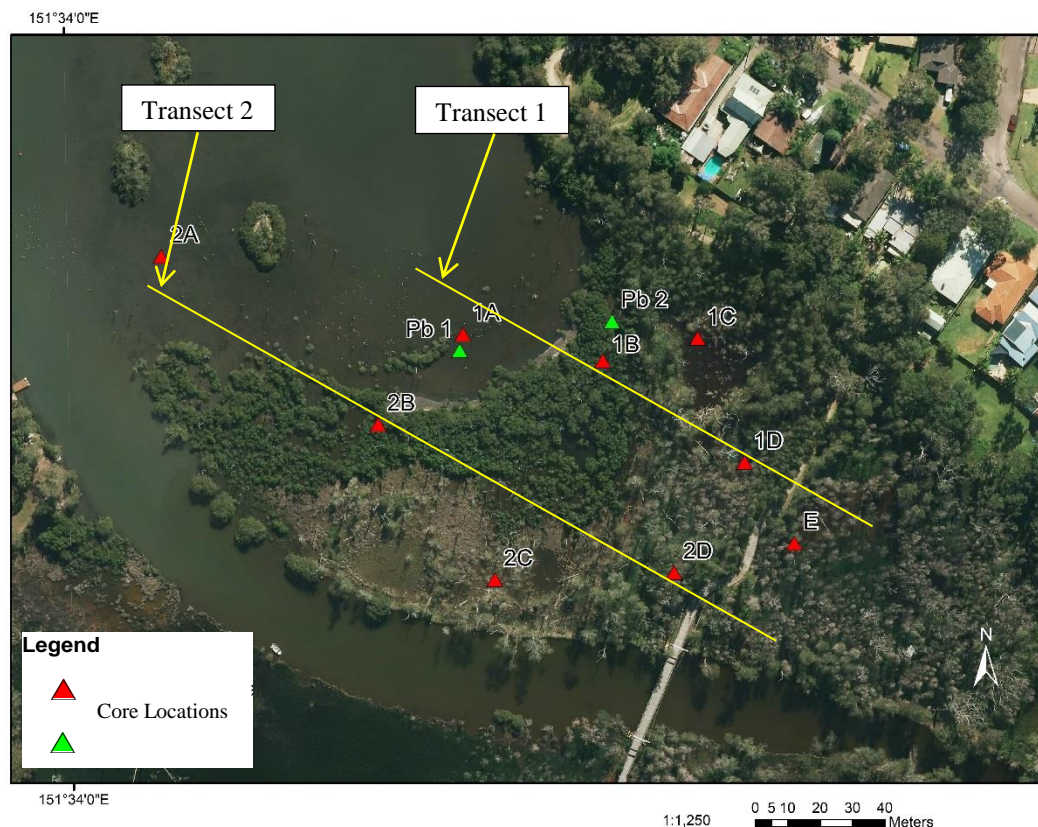 151°34'0"E
Transect 2
Transect 1
2A
Pb 2
1A
1C
Pb 1
1B
2B
1D
E
2D
2C
N
Legend
Core Locations
151°34'0"E
1:1,250
0 5 10 20 30 40
Meters